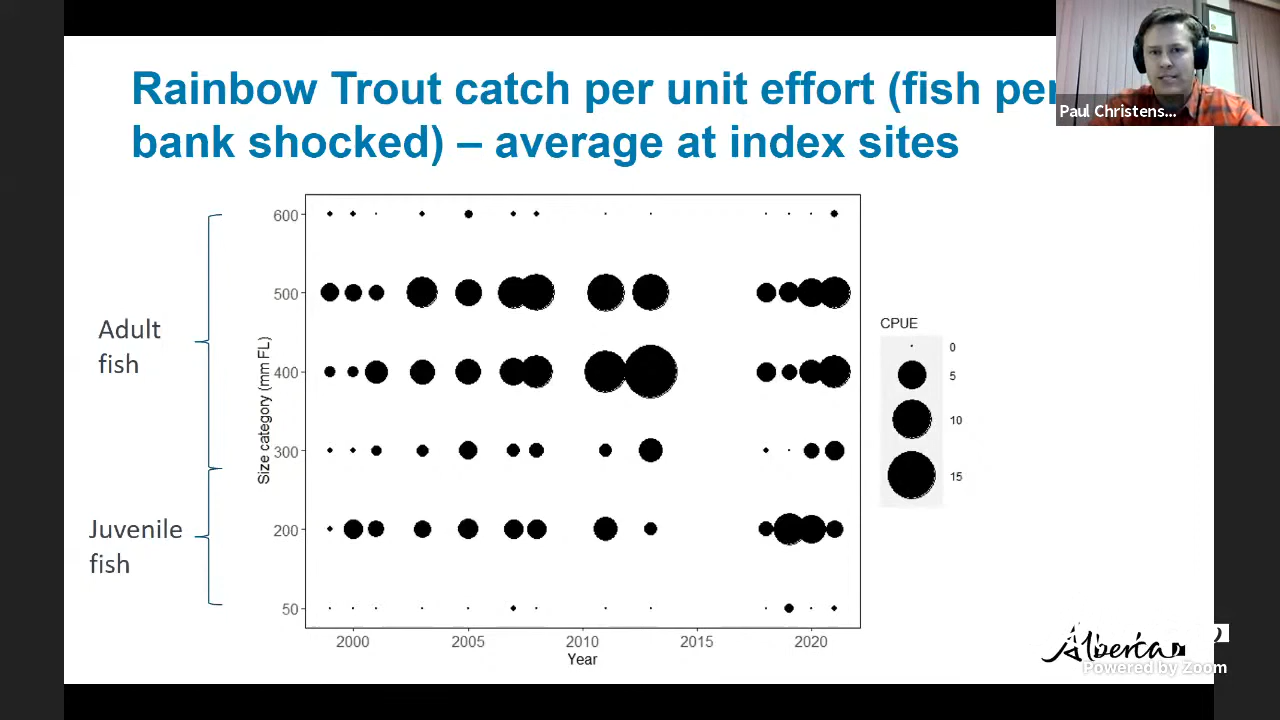 Rainbow Trout catch per unit effort (fish per
bank shocked) – average at index sites
Paul Christens...
Adult
fish
Juvenile
fish
Size category (mm FL)
600
500
400
300
200
50
2000
2005
2010
2015
2020
Year
CPUE
0
5
10
15
Alberta
Powered by Zoom